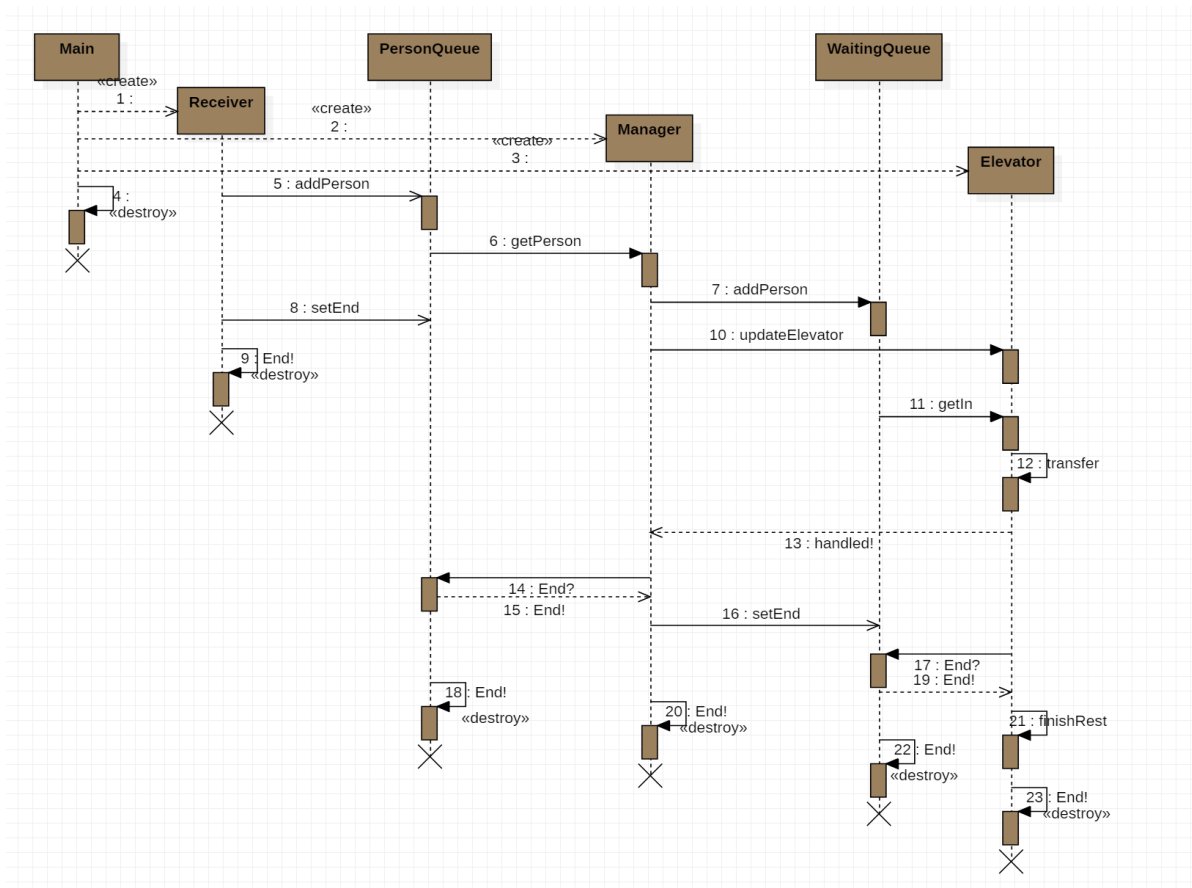 Main
PersonQueue
WaitingQueue
«create»
1 :
Receiver
«create»
2 :
Manager
«create»
3 :
Elevator
4 :
«destroy»
5 : addPerson
6 : getPerson
7 : addPerson
8 : setEnd
10 : updateElevator
9 : End!
«destroy»
11 : getIn
12 : transfer
13 : handled!
14 : End?
15 : End!
16 : setEnd
17 : End?
19 : End!
18 : End!
«destroy»
20 : End!
«destroy»
21 : finishRest
22 : End!
«destroy»
23 : End!
«destroy»